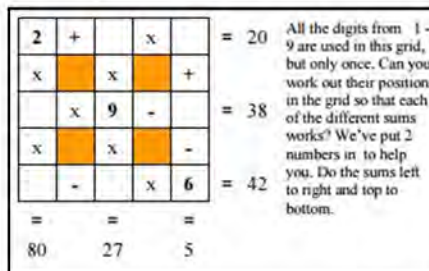 2 + x = 20
x x +
x 9 - = 38
x x -
- x 6 = 42
= = =
80 27 5
All the digits from 1 -
9 are used in this grid,
but only once. Can you
work out their position
in the grid so that each
of the different sums
works? We've put 2
numbers in to help
you. Do the sums left
to right and top to
bottom.